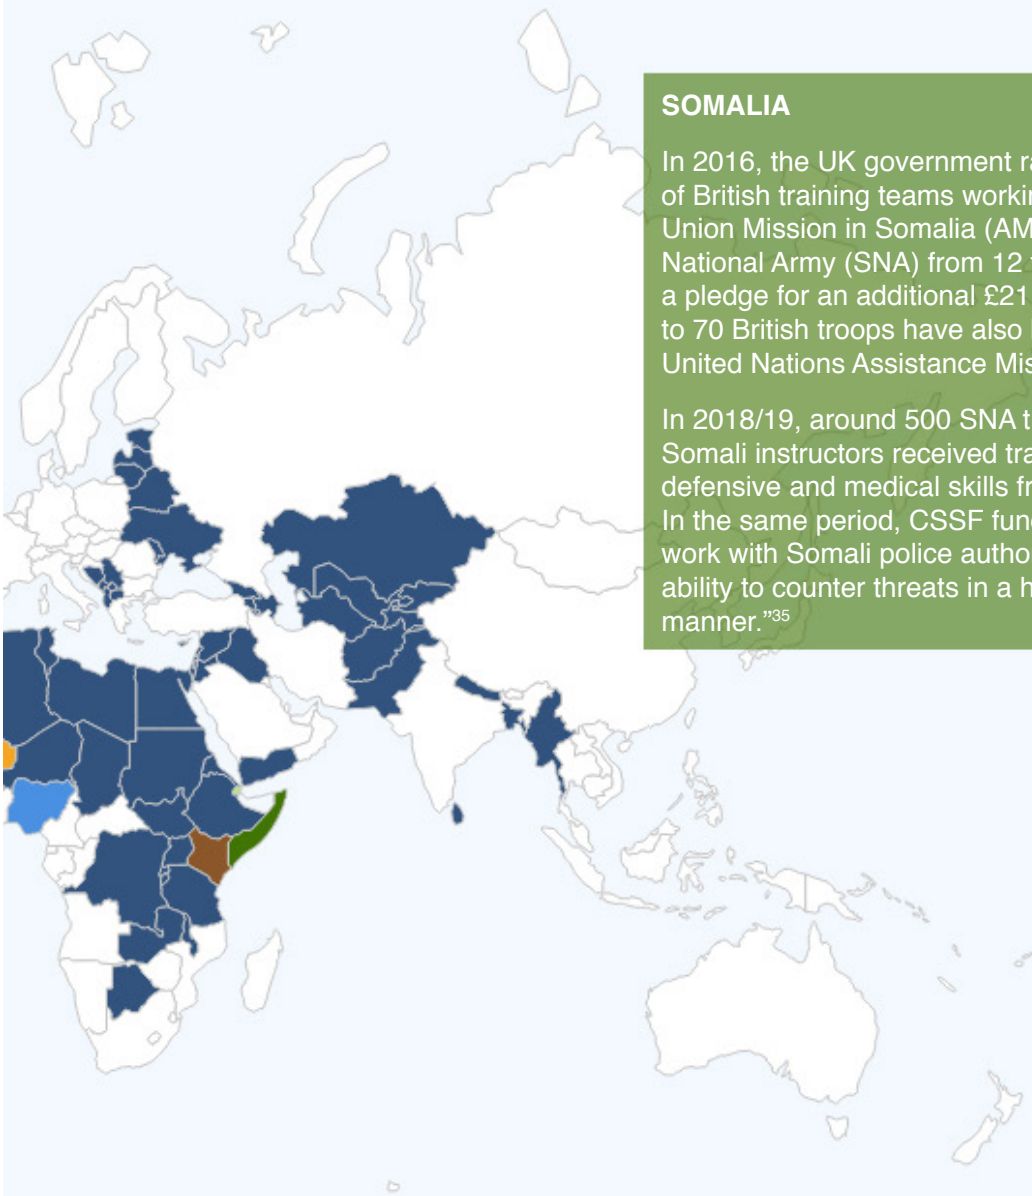 SOMALIA
In 2016, the UK government ra
of British training teams workin
Union Mission in Somalia (AM
National Army (SNA) from 12
a pledge for an additional £21
to 70 British troops have also
United Nations Assistance Mis
In 2018/19, around 500 SNA t
Somali instructors received tra
defensive and medical skills fr
In the same period, CSSF fun
work with Somali police autho
ability to counter threats in a h
manner.”35